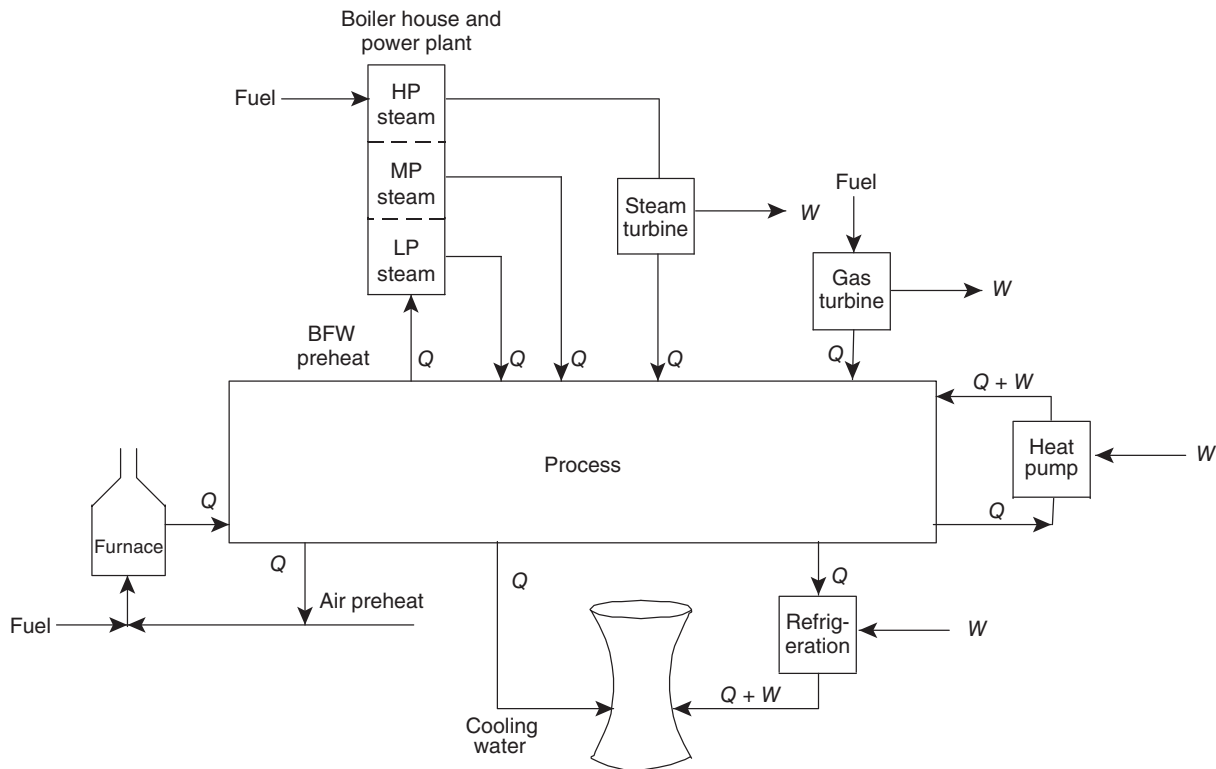 Boiler house and
power plant
Fuel
HP
steam
MP
steam
LP
steam
Steam
turbine
W
Fuel
Gas
turbine
W
BFW
preheat
Q
Q
Q
Q
Q
Q + W
Process
Heat
pump
W
Q
Q
Furnace
Q
Air preheat
Fuel
Q
Q
Refrig-
eration
W
Q + W
Cooling
water